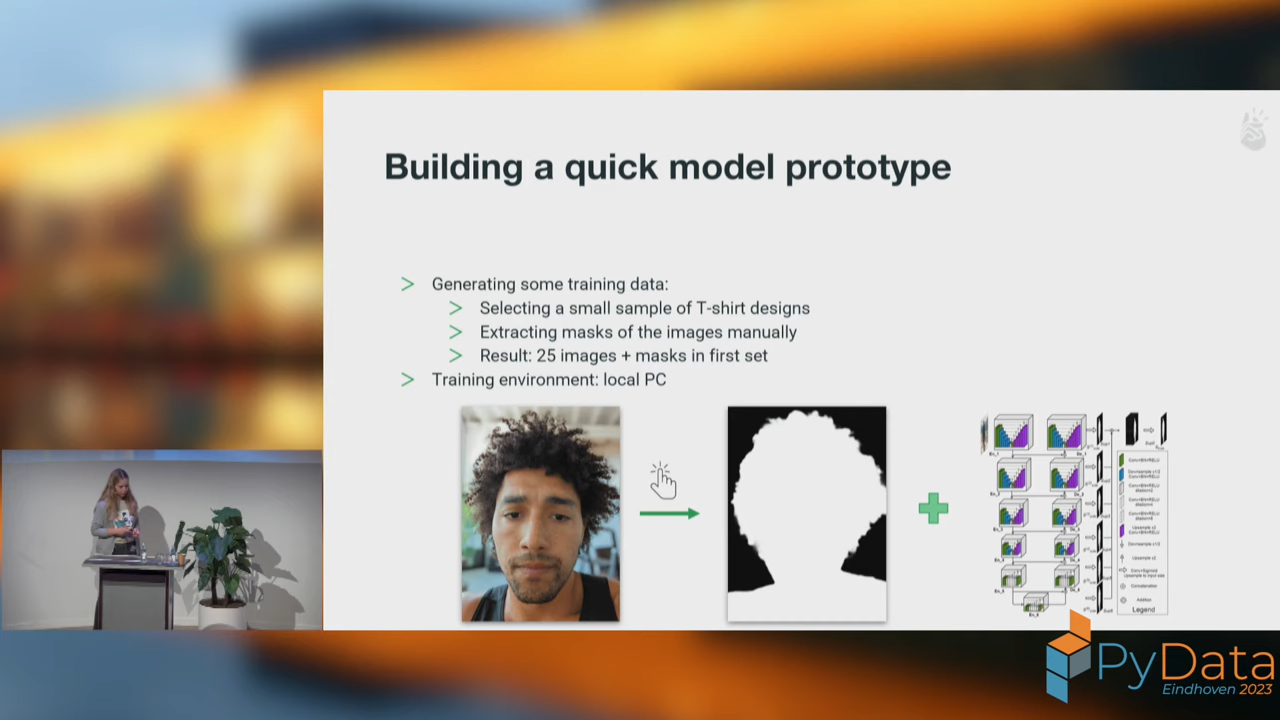 Building a quick model prototype
> Generating some training data:
> Selecting a small sample of T-shirt designs
> Extracting masks of the images manually
> Result: 25 images + masks in first set
> Training environment: local PC
Legend
PyData
Eindhoven 2023